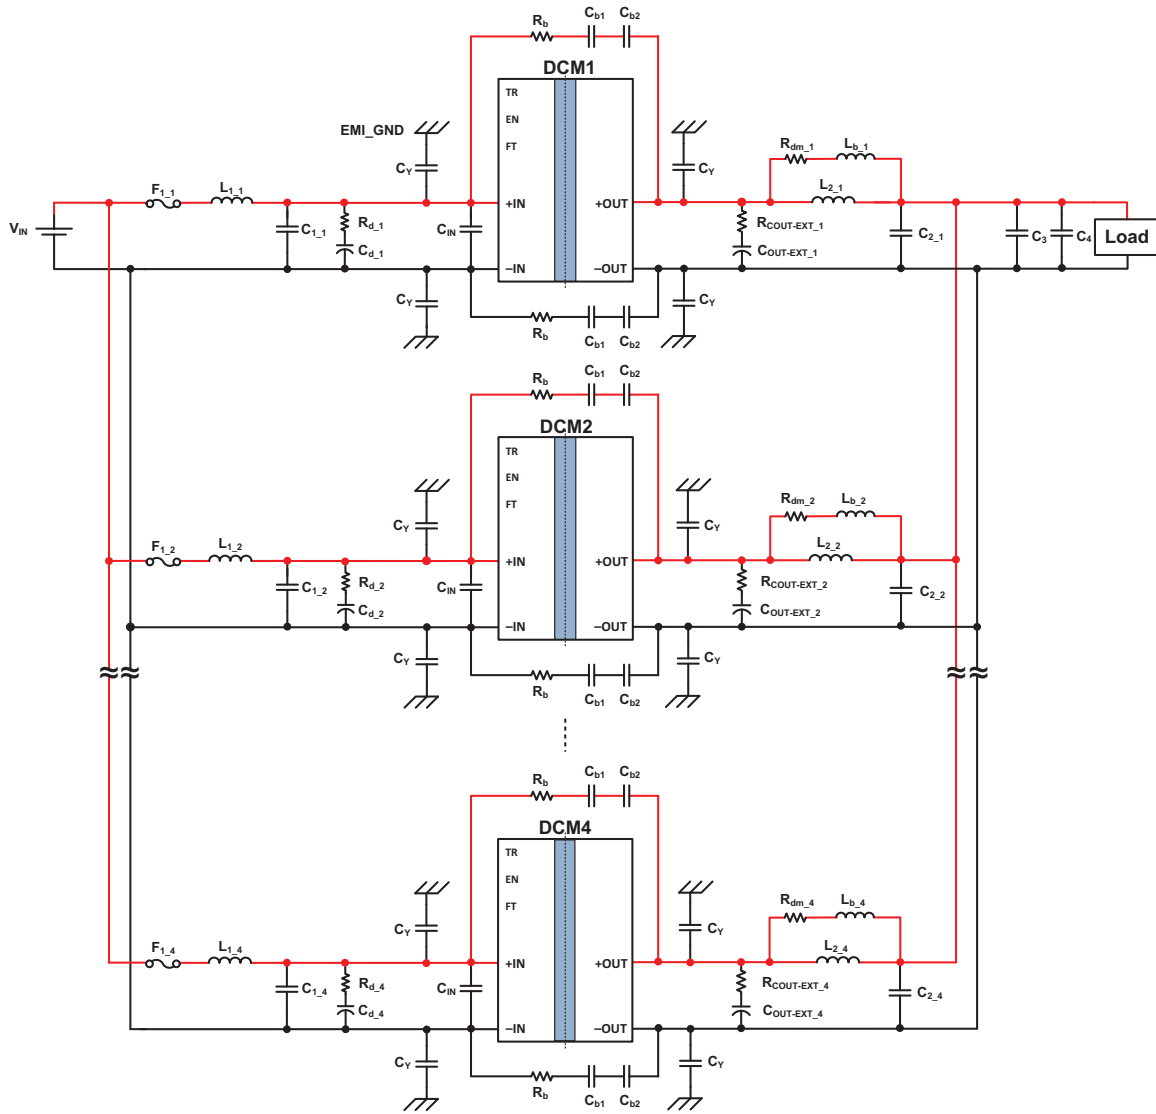 Rb Cb1 Cb2
DCM1
TR
EN
FT
EMI_GND
CY
CY
Rdm_1 Lb_1
F1_1 L1_1
L2_1
VIN
+IN +OUT
C1_1 Rd_1 Cd_1
CIN
RCOUT-EXT_1
COUT-EXT_1
C2_1
C3 C4 Load
–IN –OUT
CY
CY
Rb Cb1 Cb2
Rb Cb1 Cb2
DCM2
TR
EN
FT
CY
CY
Rdm_2 Lb_2
F1_2 L1_2
L2_2
+IN +OUT
C1_2 Rd_2 Cd_2
CIN
RCOUT-EXT_2
COUT-EXT_2
C2_2
–IN –OUT
CY
CY
Rb Cb1 Cb2
Rb Cb1 Cb2
DCM4
TR
EN
FT
CY
CY
Rdm_4 Lb_4
F1_4 L1_4
L2_4
+IN +OUT
C1_4 Rd_4 Cd_4
CIN
RCOUT-EXT_4
COUT-EXT_4
C2_4
–IN –OUT
CY
CY
Rb Cb1 Cb2